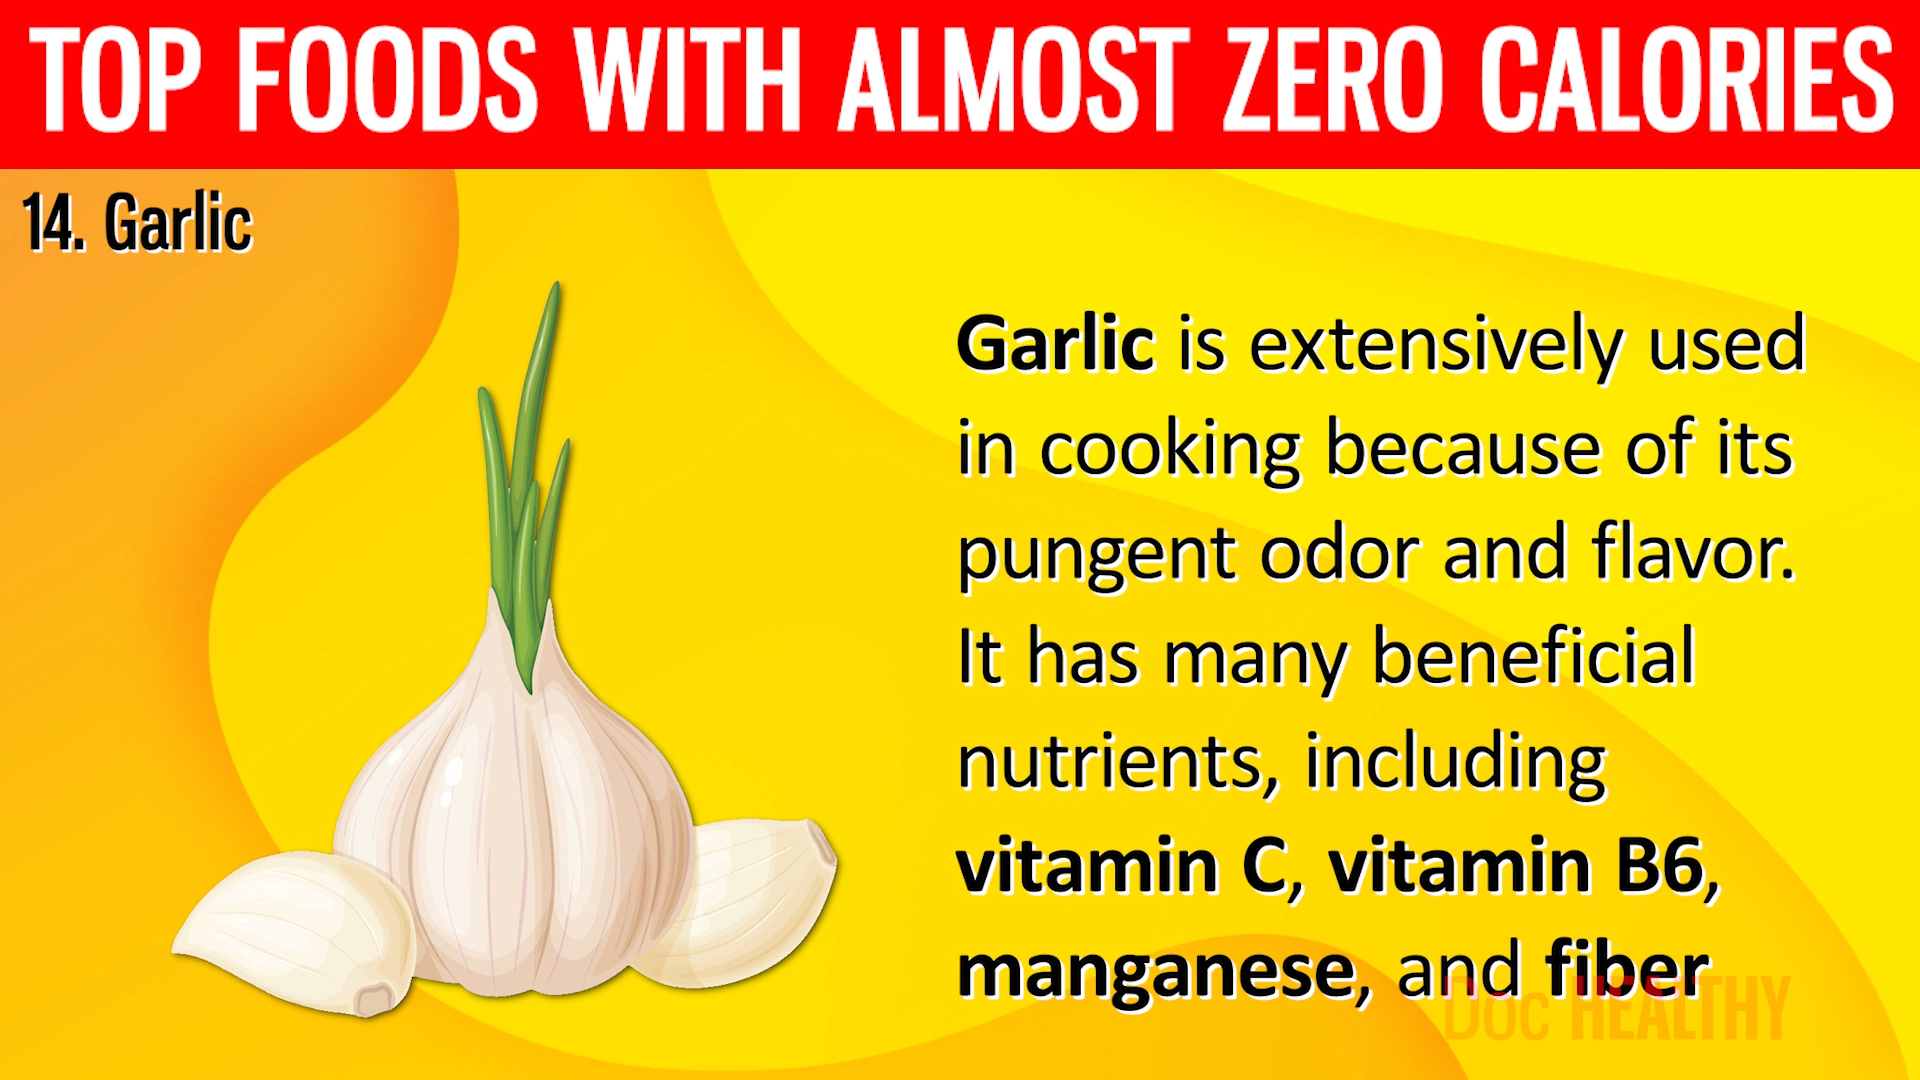 TOP FOODS WITH ALMOST ZERO CALORIES
14. Garlic
Garlic is extensively used
in cooking because of its
pungent odor and flavor.
It has many beneficial
nutrients, including
vitamin C, vitamin B6,
manganese, and fiber
Doc HEALTHY